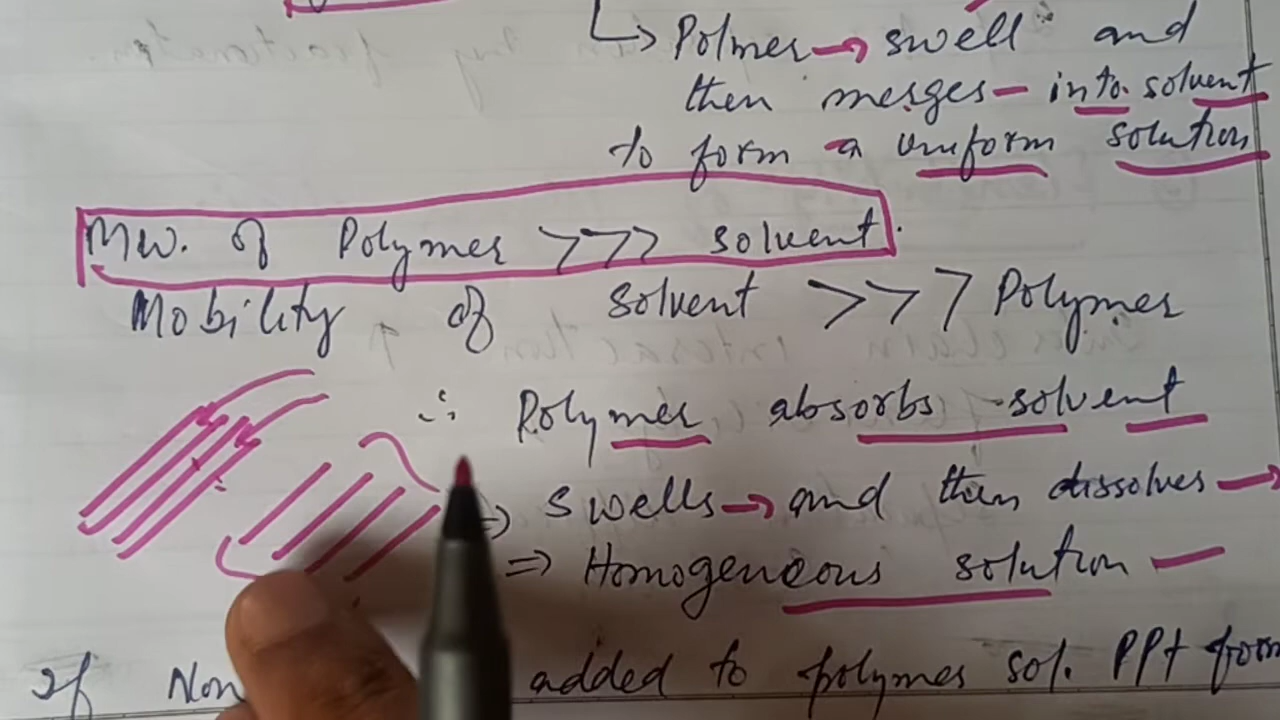 ↳ Polmer → swell and
then merges - into solvent
to form a uniform solution
MW. of Polymer >>> solvent.
Mobility of solvent >>> Polymer
∴ Polymer absorbs solvent
=> swells → and then dissolves →
=> Homogeneous solution -
If Non added to polymer sol. PPt form